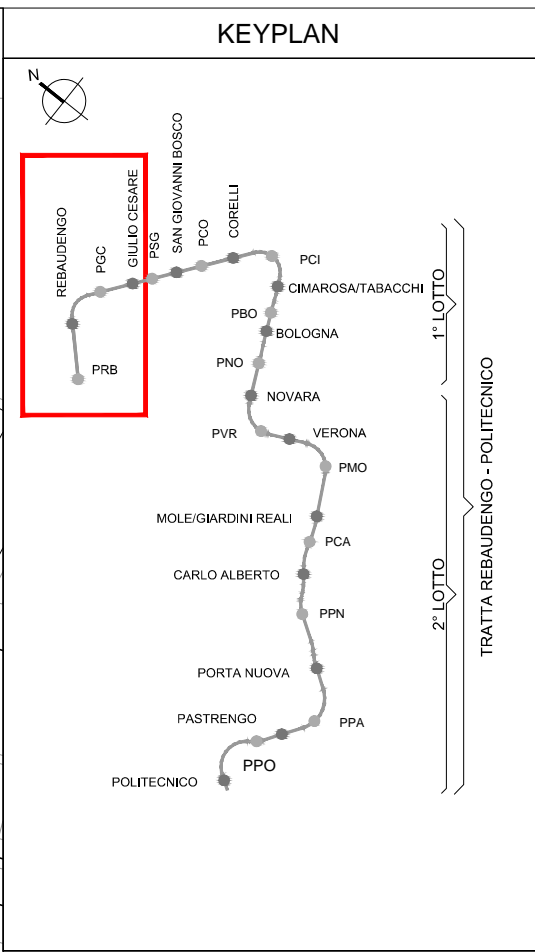 KEYPLAN
N
REBAUDENGO
PGC
GIULIO CESARE
PSG
SAN GIOVANNI BOSCO
PCO
CORELLI
PCI
CIMAROSA/TABACCHI
PBO
BOLOGNA
PNO
PRB
NOVARA
PVR
VERONA
PMO
MOLE/GIARDINI REALI
PCA
CARLO ALBERTO
PPN
PORTA NUOVA
PASTRENGO
PPA
PPO
POLITECNICO
1° LOTTO
2° LOTTO
TRATTA REBAUDENGO - POLITECNICO